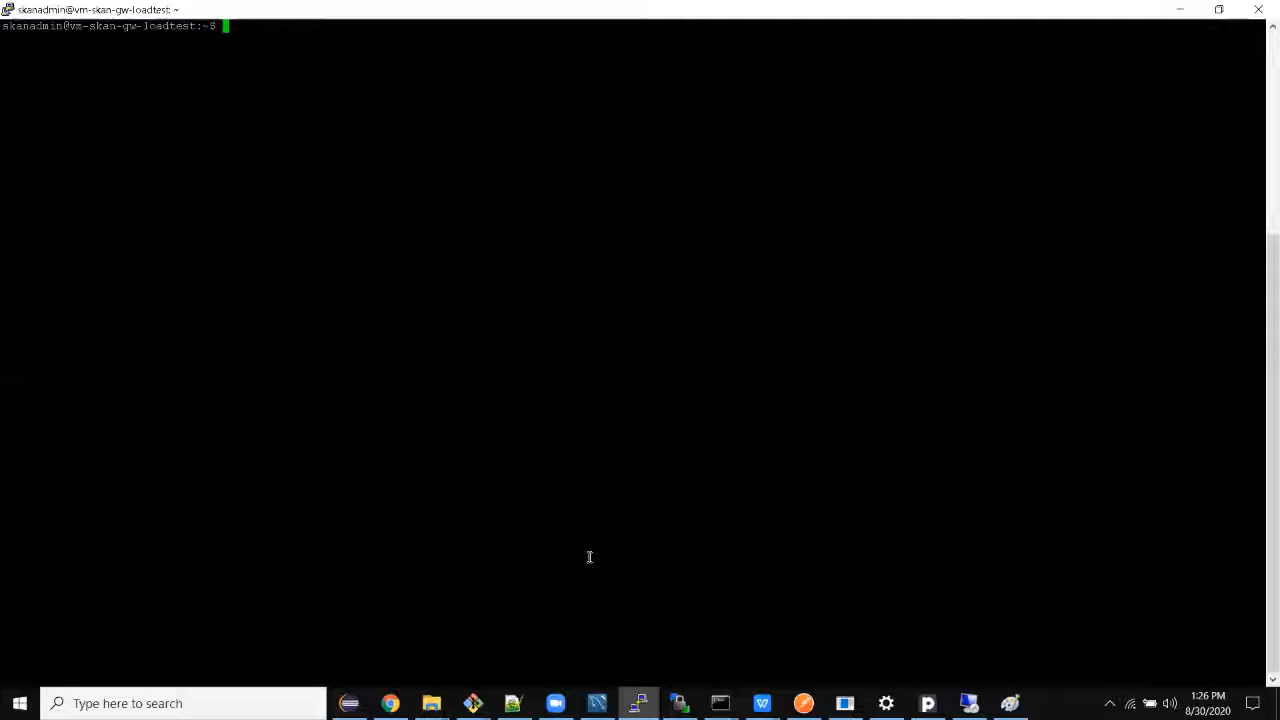 skanadmin@vm-skan-gw-loadtest: ~
skanadmin@vm-skan-gw-loadtest:~$
Type here to search
1:26 PM
8/30/2020